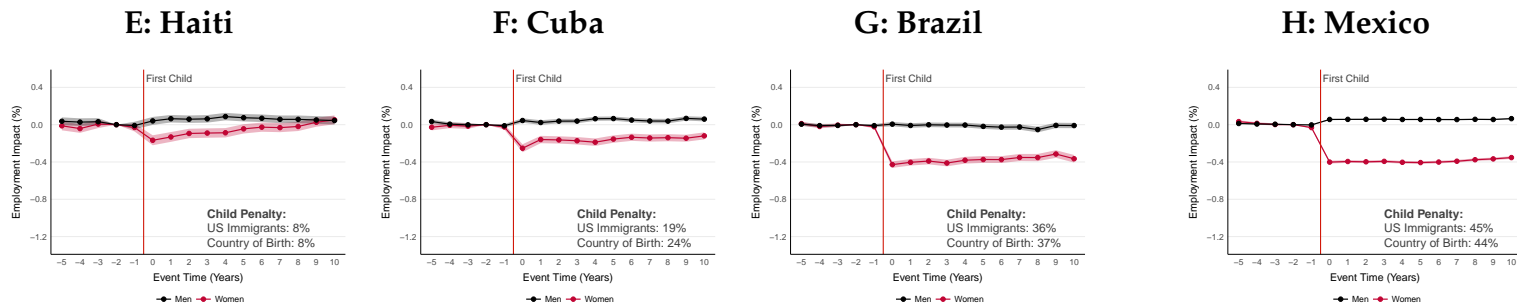 E: Haiti
First Child
0.4
0.0
−0.4
−0.8
−1.2
Employment Impact (%)
Child Penalty:
US Immigrants: 8%
Country of Birth: 8%
−5 −4 −3 −2 −1 0 1 2 3 4 5 6 7 8 9 10
Event Time (Years)
Men Women
F: Cuba
First Child
0.4
0.0
−0.4
−0.8
−1.2
Employment Impact (%)
Child Penalty:
US Immigrants: 19%
Country of Birth: 24%
−5 −4 −3 −2 −1 0 1 2 3 4 5 6 7 8 9 10
Event Time (Years)
Men Women
G: Brazil
First Child
0.4
0.0
−0.4
−0.8
−1.2
Employment Impact (%)
Child Penalty:
US Immigrants: 36%
Country of Birth: 37%
−5 −4 −3 −2 −1 0 1 2 3 4 5 6 7 8 9 10
Event Time (Years)
Men Women
H: Mexico
First Child
0.4
0.0
−0.4
−0.8
−1.2
Employment Impact (%)
Child Penalty:
US Immigrants: 45%
Country of Birth: 44%
−5 −4 −3 −2 −1 0 1 2 3 4 5 6 7 8 9 10
Event Time (Years)
Men Women